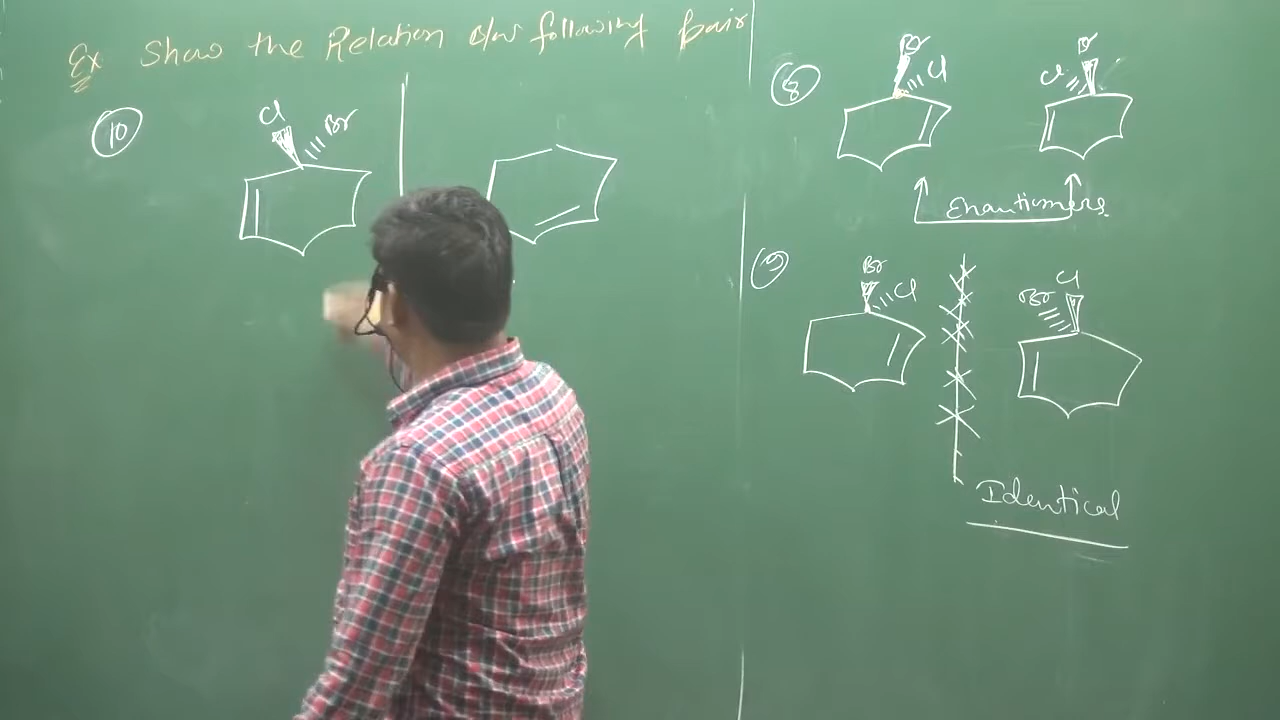 Ex Show the Relation b/w following pair
10
Cl
Br
8
Br
Cl
Br
Cl
Enantiomers
9
Br
Cl
Cl
Br
Identical